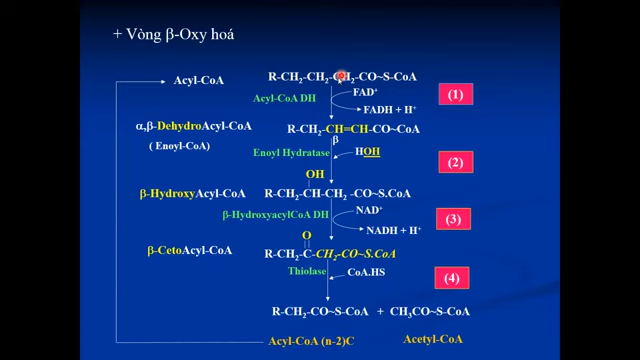 + Vòng β-Oxy hoá
Acyl-CoA
R-CH₂-CH₂-CH₂-CO~S-CoA
Acyl-CoA DH
FAD⁺
(1)
FADH + H⁺
α,β-DehydroAcyl-CoA
R-CH₂-CH=CH-CO~CoA
( Enoyl-CoA)
β
Enoyl Hydratase
HOH
(2)
OH
β-HydroxyAcyl-CoA
R-CH₂-CH-CH₂ -CO~S.CoA
β-HydroxyacylCoA DH
NAD⁺
(3)
NADH + H⁺
O
β-CetoAcyl-CoA
R-CH₂-C-CH₂-CO~S.CoA
Thiolase
CoA.HS
(4)
R-CH₂-CO~S-CoA + CH₃CO~S-CoA
Acyl-CoA (n-2)C
Acetyl-CoA